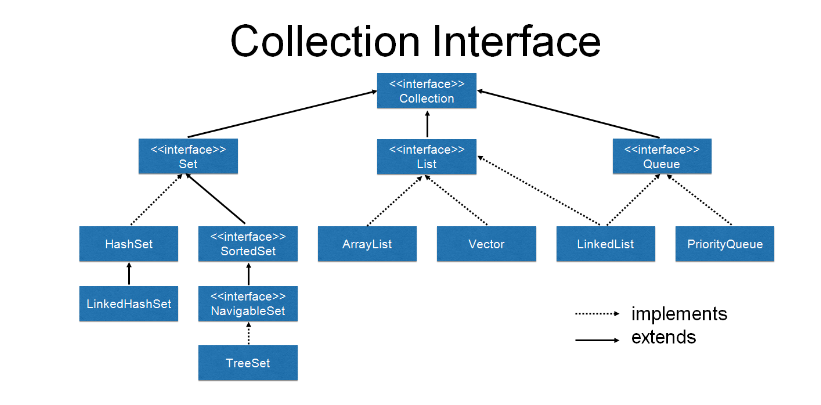 Collection Interface
<<interface>>
Collection
<<interface>>
Set
<<interface>>
List
<<interface>>
Queue
HashSet
<<interface>>
SortedSet
ArrayList
Vector
LinkedList
PriorityQueue
LinkedHashSet
<<interface>>
NavigableSet
TreeSet
implements
extends